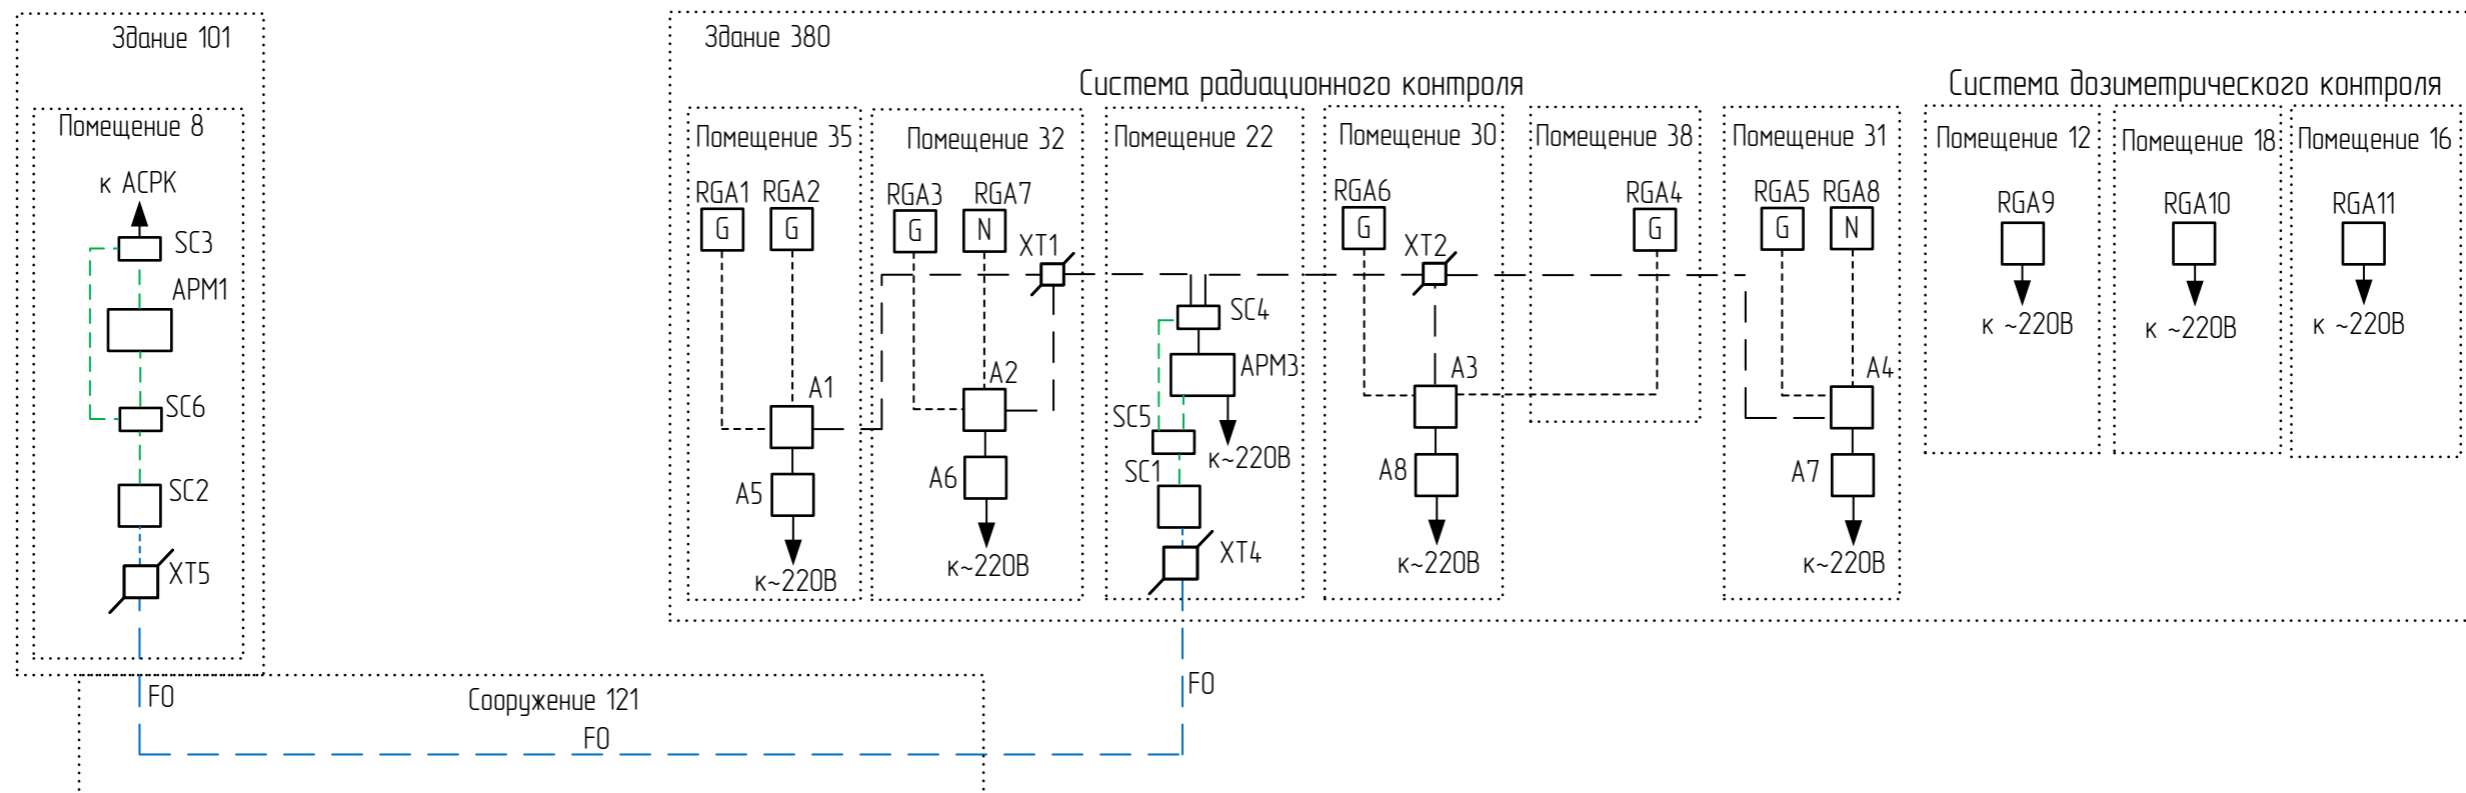 Здание 101
Здание 380
Система радиационного контроля
Система дозиметрического контроля
Помещение 8
Помещение 35
Помещение 32
Помещение 22
Помещение 30
Помещение 38
Помещение 31
Помещение 12
Помещение 18
Помещение 16
к АСРК
SC3
АРМ1
SC6
SC2
XT5
RGA1
RGA2
G
G
A1
A5
к~220В
RGA3
RGA7
G
N
XT1
A2
A6
к~220В
SC4
АРМ3
SC5
к~220В
SC1
XT4
RGA6
G
XT2
A3
A8
к~220В
RGA4
G
RGA5
RGA8
G
N
A4
A7
к~220В
RGA9
к ~220В
RGA10
к ~220В
RGA11
к ~220В
FO
Сооружение 121
FO
FO